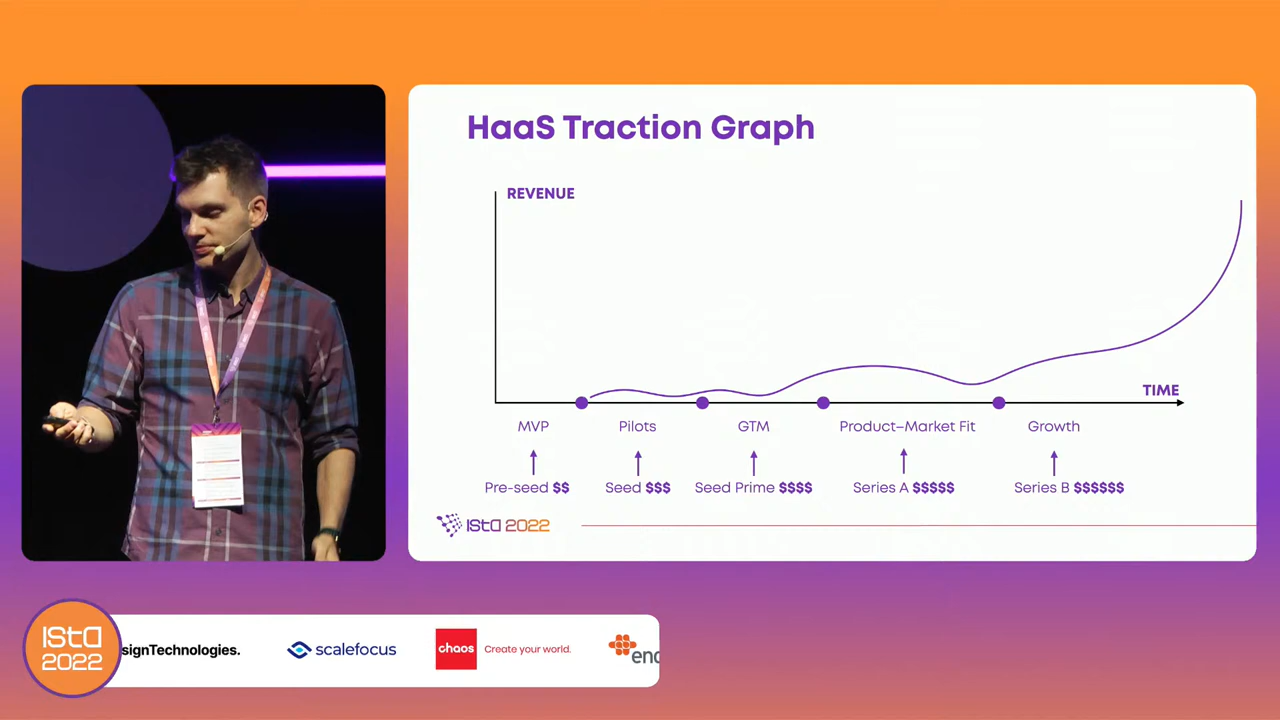 HaaS Traction Graph
REVENUE
TIME
MVP
Pilots
GTM
Product–Market Fit
Growth
Pre-seed $$
Seed $$$
Seed Prime $$$$
Series A $$$$$
Series B $$$$$$
ISTA 2022
ISTA
2022
signTechnologies.
scalefocus
chaos
Create your world.